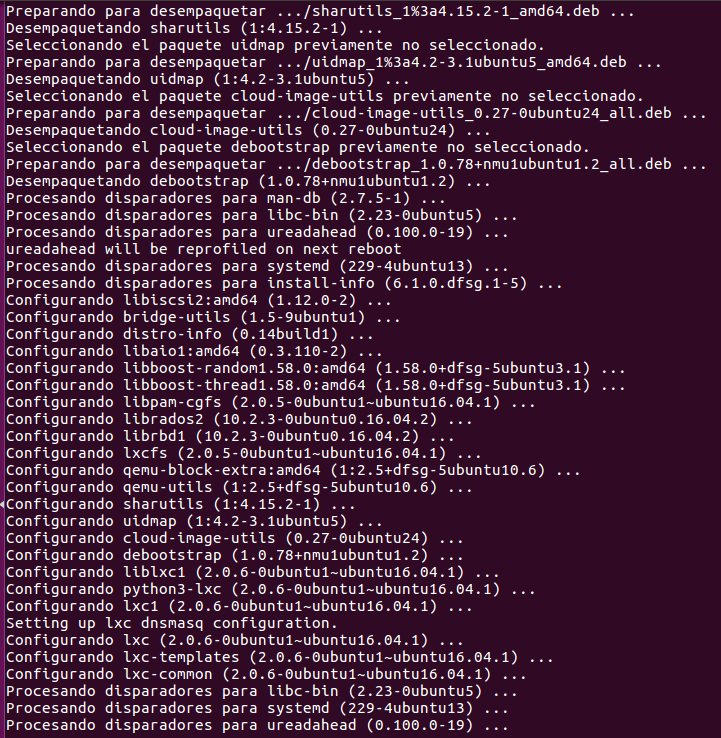 Preparando para desempaquetar .../sharutils_1%3a4.15.2-1_amd64.deb ...
Desempaquetando sharutils (1:4.15.2-1) ...
Seleccionando el paquete uidmap previamente no seleccionado.
Preparando para desempaquetar .../uidmap_1%3a4.2-3.1ubuntu5_amd64.deb ...
Desempaquetando uidmap (1:4.2-3.1ubuntu5) ...
Seleccionando el paquete cloud-image-utils previamente no seleccionado.
Preparando para desempaquetar .../cloud-image-utils_0.27-0ubuntu24_all.deb ...
Desempaquetando cloud-image-utils (0.27-0ubuntu24) ...
Seleccionando el paquete debootstrap previamente no seleccionado.
Preparando para desempaquetar .../debootstrap_1.0.78+nmu1ubuntu1.2_all.deb ...
Desempaquetando debootstrap (1.0.78+nmu1ubuntu1.2) ...
Procesando disparadores para man-db (2.7.5-1) ...
Procesando disparadores para libc-bin (2.23-0ubuntu5) ...
Procesando disparadores para ureadahead (0.100.0-19) ...
ureadahead will be reprofiled on next reboot
Procesando disparadores para systemd (229-4ubuntu13) ...
Procesando disparadores para install-info (6.1.0.dfsg.1-5) ...
Configurando libiscsi2:amd64 (1.12.0-2) ...
Configurando bridge-utils (1.5-9ubuntu1) ...
Configurando distro-info (0.14build1) ...
Configurando libaio1:amd64 (0.3.110-2) ...
Configurando libboost-random1.58.0:amd64 (1.58.0+dfsg-5ubuntu3.1) ...
Configurando libboost-thread1.58.0:amd64 (1.58.0+dfsg-5ubuntu3.1) ...
Configurando libpam-cgfs (2.0.5-0ubuntu1~ubuntu16.04.1) ...
Configurando librados2 (10.2.3-0ubuntu0.16.04.2) ...
Configurando librbd1 (10.2.3-0ubuntu0.16.04.2) ...
Configurando lxcfs (2.0.5-0ubuntu1~ubuntu16.04.1) ...
Configurando qemu-block-extra:amd64 (1:2.5+dfsg-5ubuntu10.6) ...
Configurando qemu-utils (1:2.5+dfsg-5ubuntu10.6) ...
Configurando sharutils (1:4.15.2-1) ...
Configurando uidmap (1:4.2-3.1ubuntu5) ...
Configurando cloud-image-utils (0.27-0ubuntu24) ...
Configurando debootstrap (1.0.78+nmu1ubuntu1.2) ...
Configurando liblxc1 (2.0.6-0ubuntu1~ubuntu16.04.1) ...
Configurando python3-lxc (2.0.6-0ubuntu1~ubuntu16.04.1) ...
Configurando lxc1 (2.0.6-0ubuntu1~ubuntu16.04.1) ...
Setting up lxc dnsmasq configuration.
Configurando lxc (2.0.6-0ubuntu1~ubuntu16.04.1) ...
Configurando lxc-templates (2.0.6-0ubuntu1~ubuntu16.04.1) ...
Configurando lxc-common (2.0.6-0ubuntu1~ubuntu16.04.1) ...
Procesando disparadores para libc-bin (2.23-0ubuntu5) ...
Procesando disparadores para systemd (229-4ubuntu13) ...
Procesando disparadores para ureadahead (0.100.0-19) ...